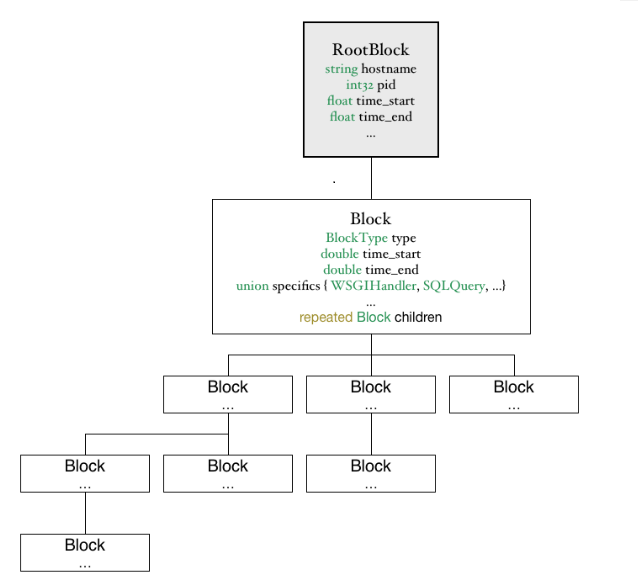 RootBlock
string hostname
int32 pid
float time_start
float time_end
...
.
Block
BlockType type
double time_start
double time_end
union specifics { WSGIHandler, SQLQuery, ...}
...
repeated Block children
Block
...
Block
...
Block
...
Block
...
Block
...
Block
...
Block
...